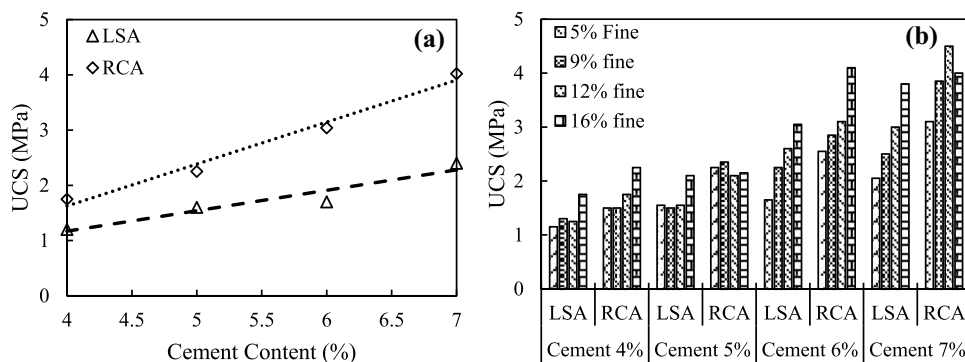 (a)
LSA
RCA
UCS (MPa)
5
4
3
2
1
0
4 4.5 5 5.5 6 6.5 7
Cement Content (%)
(b)
5% Fine
9% fine
12% fine
16% fine
UCS (MPa)
5
4
3
2
1
0
LSA RCA LSA RCA LSA RCA LSA RCA
Cement 4% Cement 5% Cement 6% Cement 7%